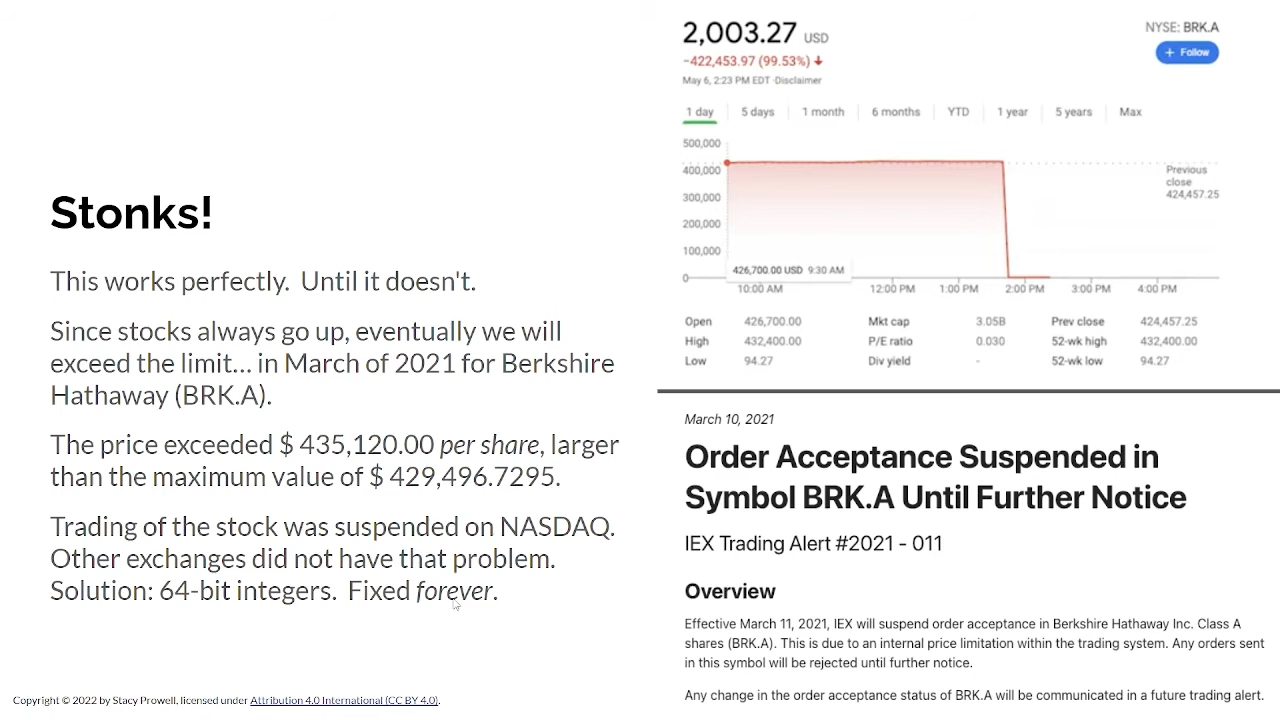 Stonks!
This works perfectly.  Until it doesn't.
Since stocks always go up, eventually we will
exceed the limit... in March of 2021 for Berkshire
Hathaway (BRK.A).
The price exceeded $ 435,120.00 per share, larger
than the maximum value of $ 429,496.7295.
Trading of the stock was suspended on NASDAQ.
Other exchanges did not have that problem.
Solution: 64-bit integers.  Fixed forever.
Copyright © 2022 by Stacy Prowell, licensed under Attribution 4.0 International (CC BY 4.0).
2,003.27 USD
NYSE: BRK.A
−422,453.97 (99.53%) ↓
+ Follow
May 6, 2:23 PM EDT · Disclaimer
1 day 5 days 1 month 6 months YTD 1 year 5 years Max
500,000
400,000
300,000
200,000
100,000
0
Previous
close
424,457.25
426,700.00 USD 9:30 AM
10:00 AM 12:00 PM 1:00 PM 2:00 PM 3:00 PM 4:00 PM
Open 426,700.00 Mkt cap 3.05B Prev close 424,457.25
High 432,400.00 P/E ratio 0.030 52-wk high 432,400.00
Low 94.27 Div yield - 52-wk low 94.27
March 10, 2021
Order Acceptance Suspended in
Symbol BRK.A Until Further Notice
IEX Trading Alert #2021 - 011
Overview
Effective March 11, 2021, IEX will suspend order acceptance in Berkshire Hathaway Inc. Class A
shares (BRK.A). This is due to an internal price limitation within the trading system. Any orders sent
in this symbol will be rejected until further notice.
Any change in the order acceptance status of BRK.A will be communicated in a future trading alert.